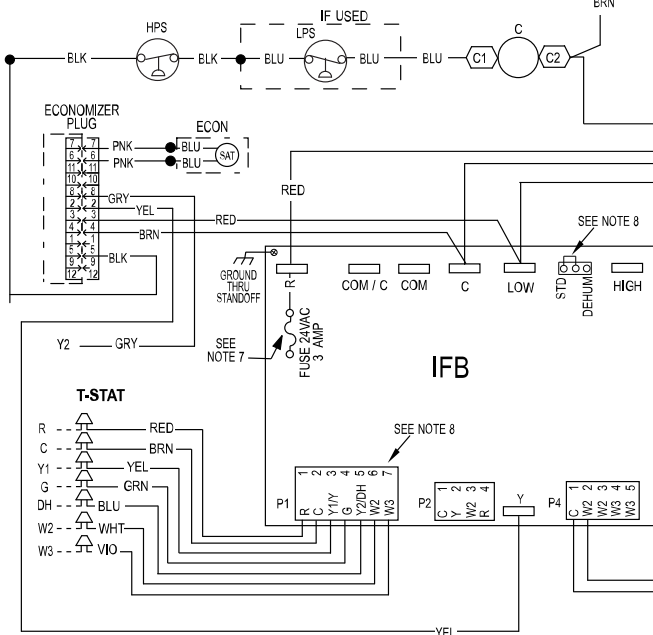 BRN
IF USED
HPS
LPS
C
BLK
BLK
BLU
BLU
BLU
C1
C2
ECONOMIZER
PLUG
ECON
7 7
6 6
11 11
10 10
8 8
2 2
3 3
4 4
1 1
5 5
9 9
12 12
PNK
BLU
PNK
BLU
SAT
GRY
YEL
RED
BRN
BLK
RED
SEE NOTE 8
GROUND
THRU
STANDOFF
R
COM / C
COM
C
LOW
STD
DEHUM
HIGH
Y2
GRY
SEE
NOTE 7
FUSE 24VAC
3 AMP
IFB
T-STAT
R
RED
C
BRN
Y1
YEL
G
GRN
DH
BLU
W2
WHT
W3
VIO
SEE NOTE 8
P1
1 2 3 4 5 6 7
R C Y1/Y G Y2/DH W2 W3
P2
1 2 3 4
C Y W2 R
Y
P4
1 2 3 4 5
C W2 W2 W3 W3
YEL